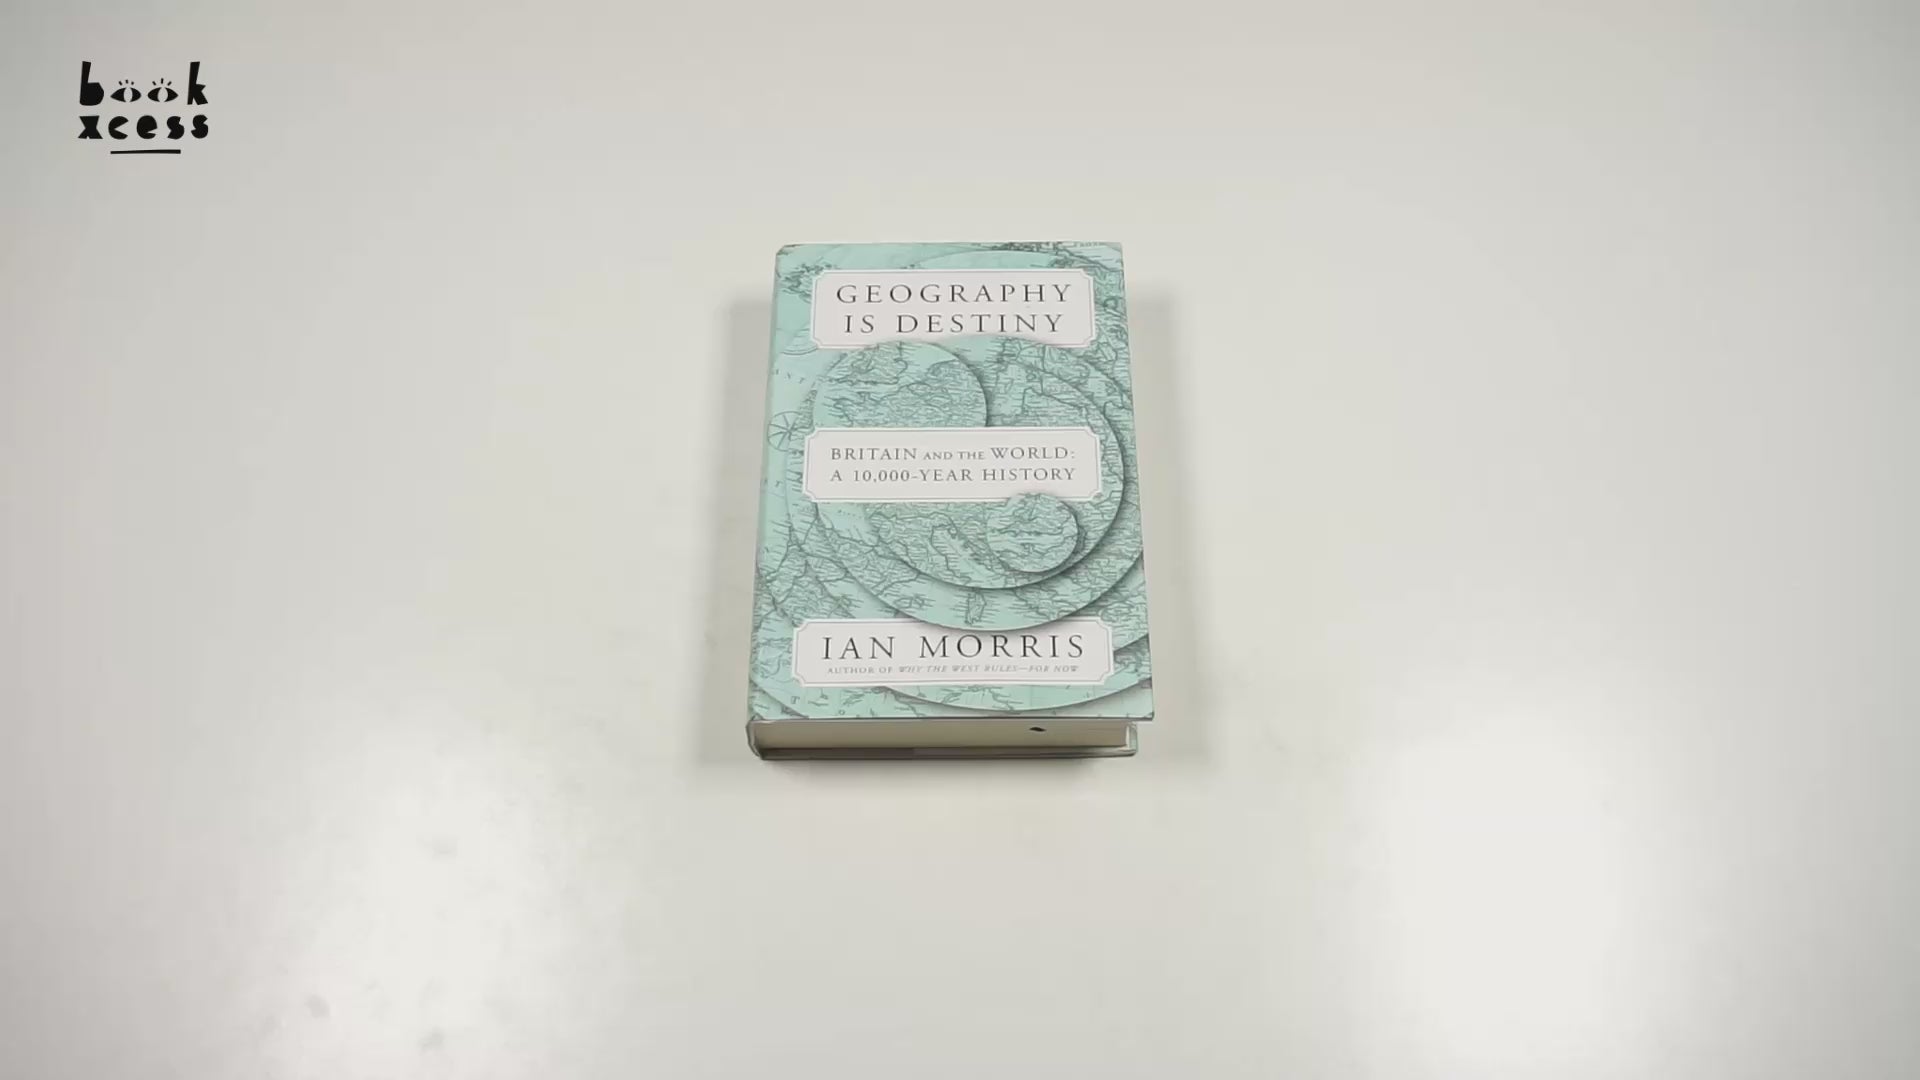 book
xcess
GEOGRAPHY
IS DESTINY
BRITAIN AND THE WORLD:
A 10,000-YEAR HISTORY
IAN MORRIS
AUTHOR OF WHY THE WEST RULES—FOR NOW